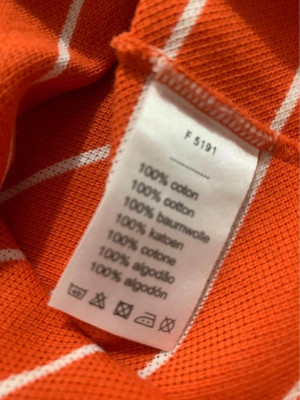 F 5191
100% coton
100% cotton
100% baumwolle
100% katoen
100% cotone
100% algodão
100% algodón